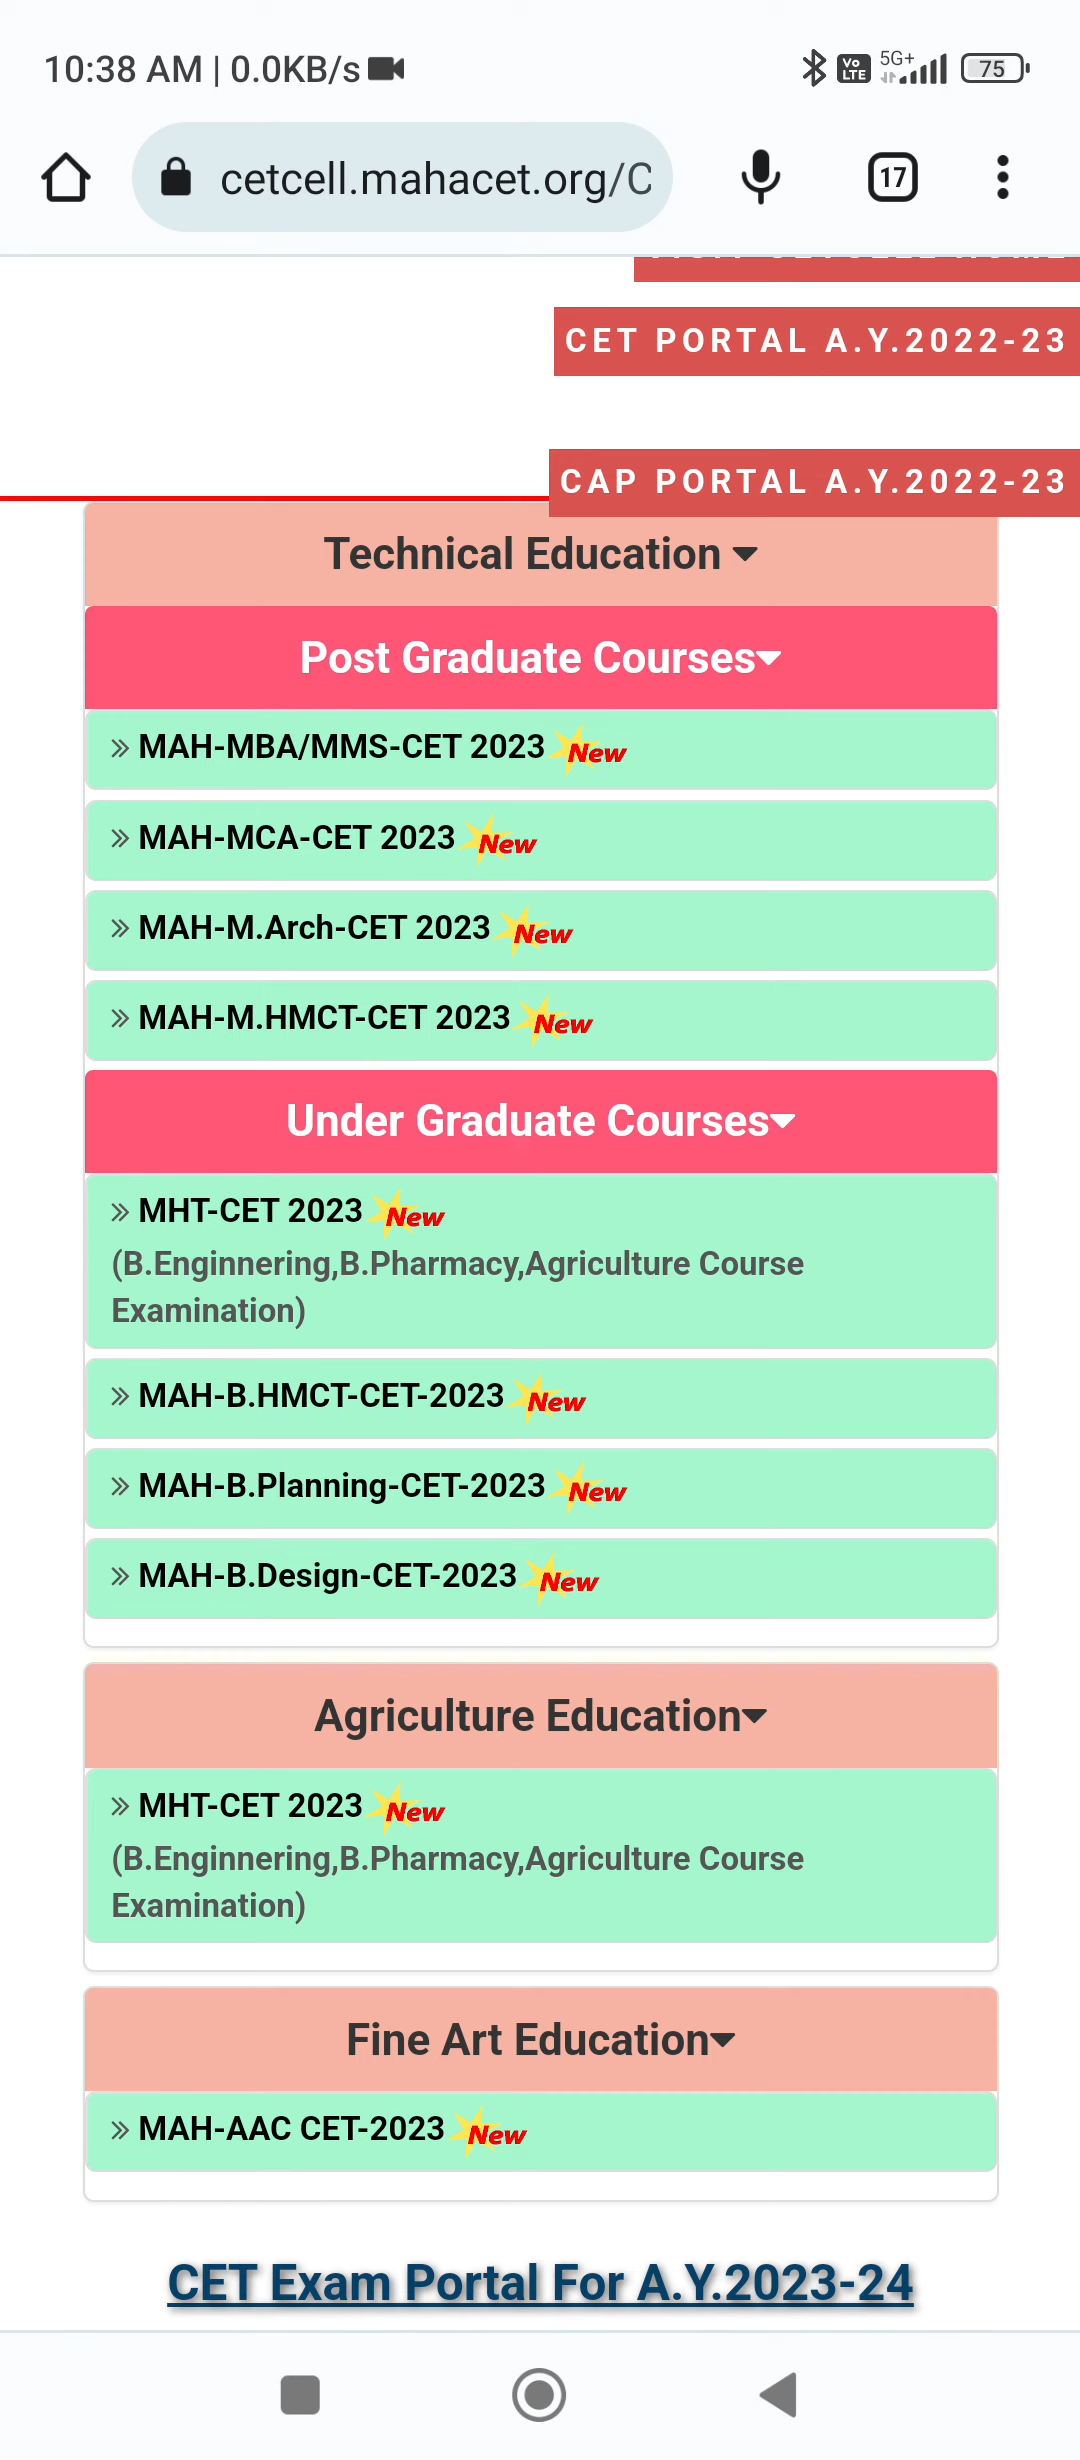 10:38 AM | 0.0KB/s
Vo LTE 5G+ 75
cetcell.mahacet.org/C
17
CET PORTAL A.Y.2022-23
CAP PORTAL A.Y.2022-23
Technical Education
Post Graduate Courses
» MAH-MBA/MMS-CET 2023 New
» MAH-MCA-CET 2023 New
» MAH-M.Arch-CET 2023 New
» MAH-M.HMCT-CET 2023 New
Under Graduate Courses
» MHT-CET 2023 New
(B.Enginnering,B.Pharmacy,Agriculture Course
Examination)
» MAH-B.HMCT-CET-2023 New
» MAH-B.Planning-CET-2023 New
» MAH-B.Design-CET-2023 New
Agriculture Education
» MHT-CET 2023 New
(B.Enginnering,B.Pharmacy,Agriculture Course
Examination)
Fine Art Education
» MAH-AAC CET-2023 New
CET Exam Portal For A.Y.2023-24